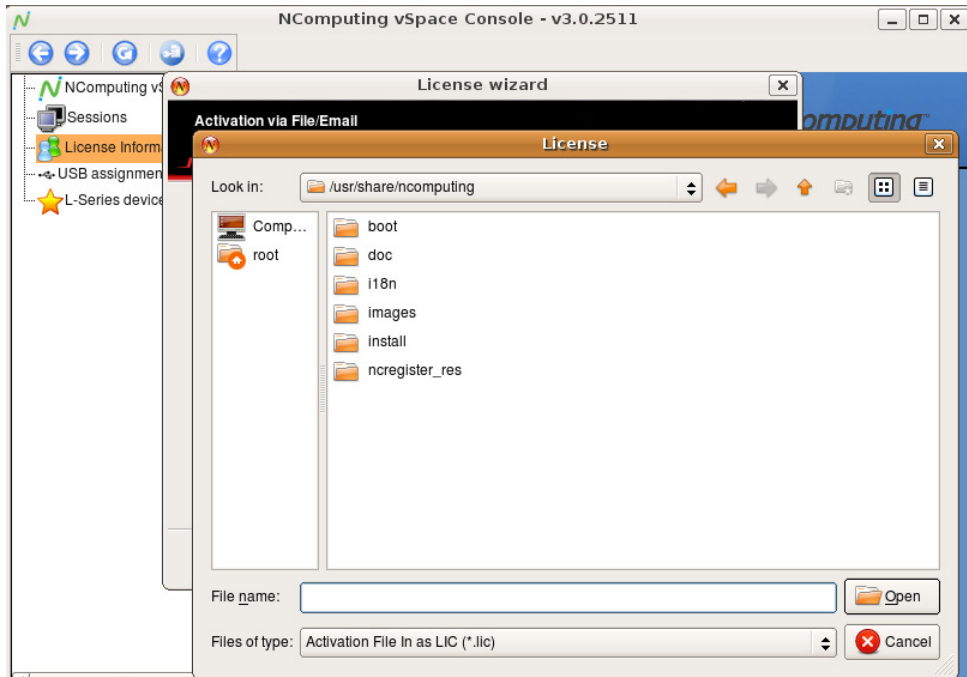 NComputing vSpace Console - v3.0.2511
NComputing vS
License wizard
Sessions
Activation via File/Email
omputing™
License Inform
License
USB assignmen
Look in:
/usr/share/ncomputing
L-Series device
Comp...
boot
root
doc
i18n
images
install
ncregister_res
File name:
Open
Files of type:
Activation File In as LIC (*.lic)
Cancel